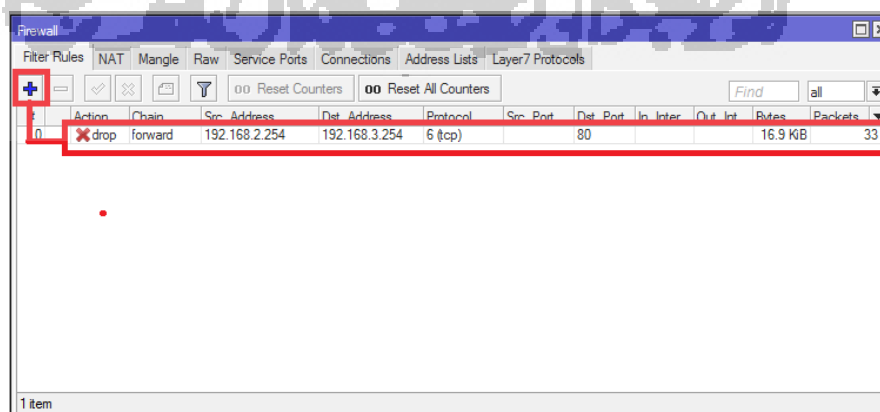 Firewall
Filter Rules NAT Mangle Raw Service Ports Connections Address Lists Layer7 Protocols
00 Reset Counters 00 Reset All Counters Find all
# Action Chain Src. Address Dst. Address Protocol Src. Port Dst. Port In. Inter... Out. Int... Bytes Packets
0 drop forward 192.168.2.254 192.168.3.254 6 (tcp) 80 16.9 KiB 33
1 item